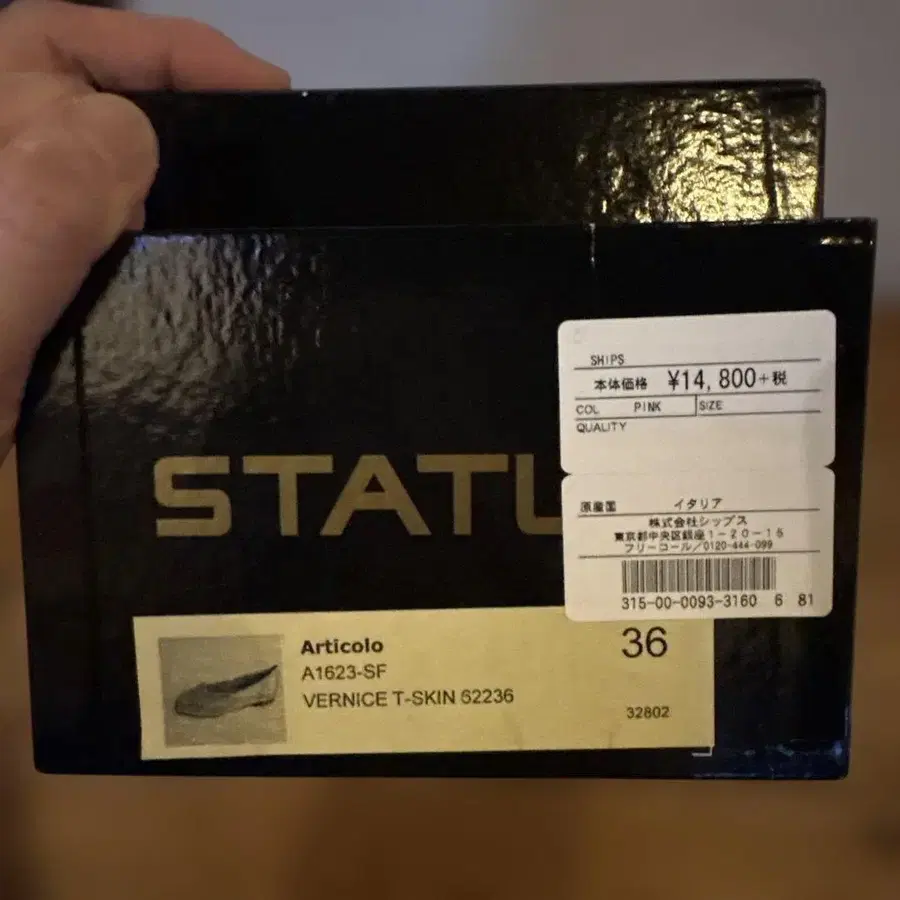 SHIPS
本体価格 ¥14,800+税
COL PINK SIZE
QUALITY
原産国 イタリア
株式会社シップス
東京都中央区銀座1-20-15
フリーコール/0120-444-099
315-00-0093-3160 6 81
STATU
Articolo
A1623-SF
VERNICE T-SKIN 62236
36
32802